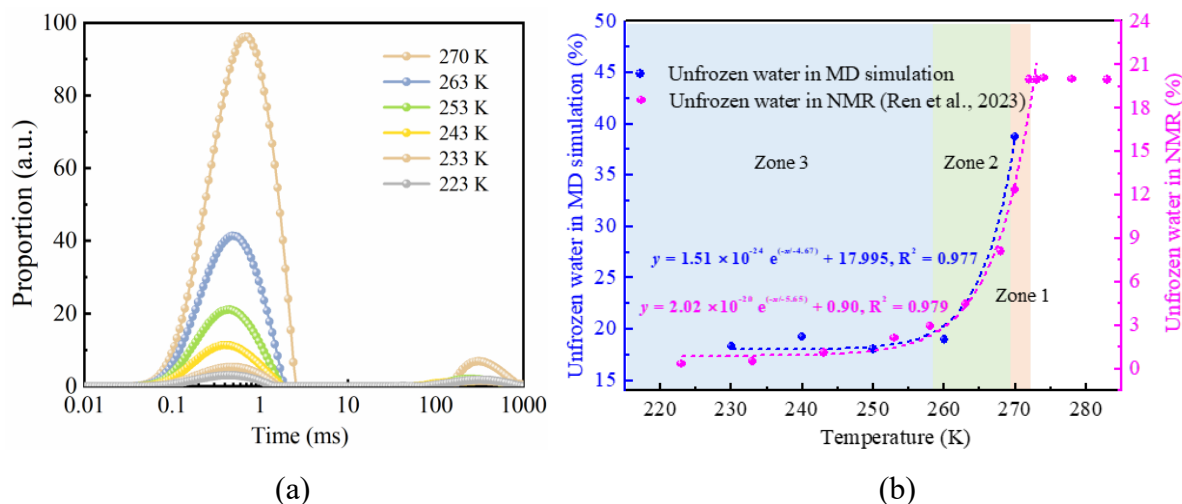 100
80
60
40
20
0
Proportion (a.u.)
270 K
263 K
253 K
243 K
233 K
223 K
0.01
0.1
1
10
100
1000
Time (ms)
(a)
50
45
40
35
30
25
20
15
Unfrozen water in MD simulation (%)
Unfrozen water in MD simulation
Unfrozen water in NMR (Ren et al., 2023)
Zone 3
Zone 2
Zone 1
y = 1.51 × 10⁻²⁴ e^(-x/-4.67) + 17.995, R² = 0.977
y = 2.02 × 10⁻²⁰ e^(-x/-5.65) + 0.90, R² = 0.979
24
21
18
15
12
9
6
3
0
Unfrozen water in NMR (%)
220
230
240
250
260
270
280
Temperature (K)
(b)